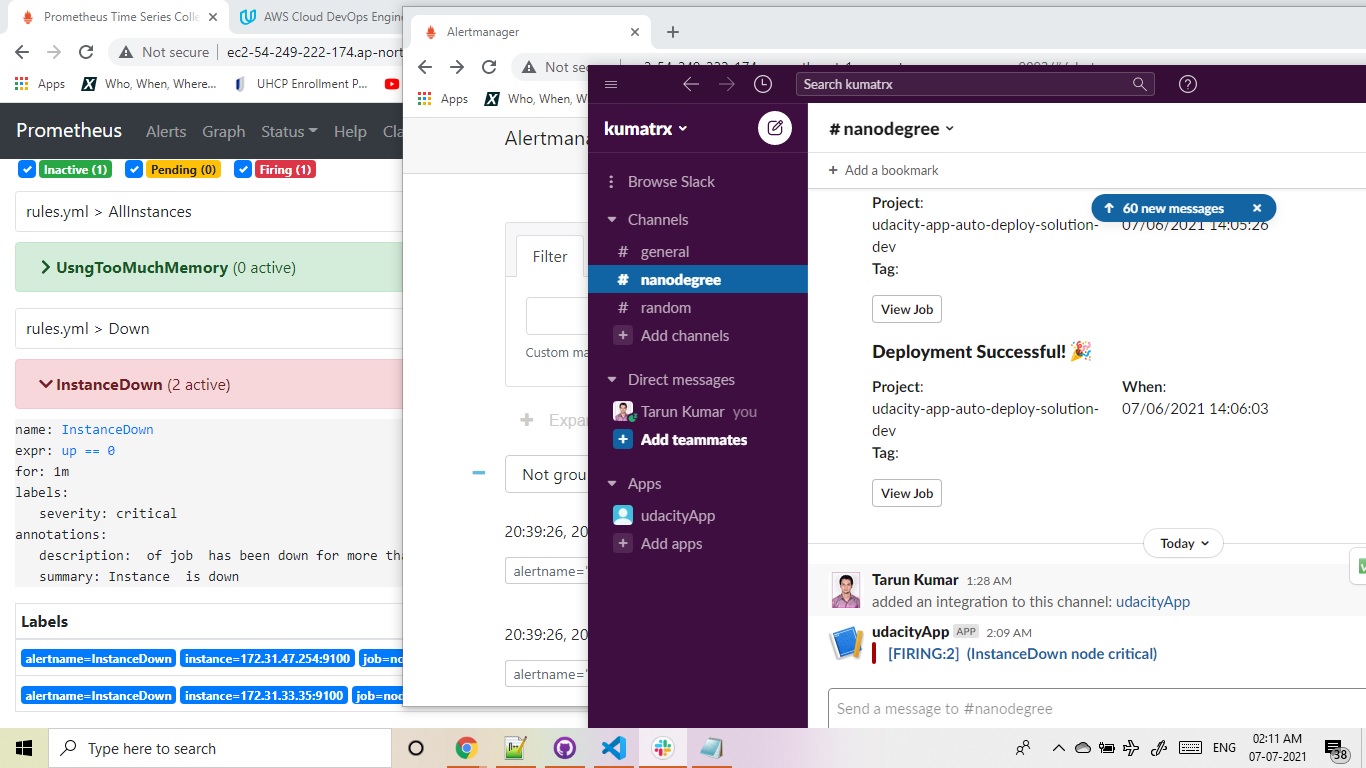 Prometheus Time Series Colle
AWS Cloud DevOps Engine
Not secure
ec2-54-249-222-174.ap-nort
Apps
Who, When, Where...
UHCP Enrollment P...
Prometheus
Alerts
Graph
Status
Help
Cla
Inactive (1)
Pending (0)
Firing (1)
rules.yml > AllInstances
UsngTooMuchMemory (0 active)
rules.yml > Down
InstanceDown (2 active)
name: InstanceDown
expr: up == 0
for: 1m
labels:
severity: critical
annotations:
description:  of job  has been down for more tha
summary: Instance  is down
Labels
alertname=InstanceDown
instance=172.31.47.254:9100
job=no
alertname=InstanceDown
instance=172.31.33.35:9100
job=nod
Alertmanager
Not sec
Apps
Who, When, W
Alertmana
Filter
Custom ma
Expa
Not grou
20:39:26, 20
alertname="
20:39:26, 20
alertname="
Search kumatrx
kumatrx
Browse Slack
Channels
# general
# nanodegree
# random
+ Add channels
Direct messages
Tarun Kumar you
+ Add teammates
Apps
udacityApp
+ Add apps
# nanodegree
+ Add a bookmark
60 new messages
Project:
udacity-app-auto-deploy-solution-
dev
07/06/2021 14:05:26
Tag:
View Job
Deployment Successful! 🎉
Project:
udacity-app-auto-deploy-solution-
dev
When:
07/06/2021 14:06:03
Tag:
View Job
Today
Tarun Kumar 1:28 AM
added an integration to this channel: udacityApp
udacityApp APP 2:09 AM
[FIRING:2]  (InstanceDown node critical)
Send a message to #nanodegree
Type here to search
ENG
02:11 AM
07-07-2021
38